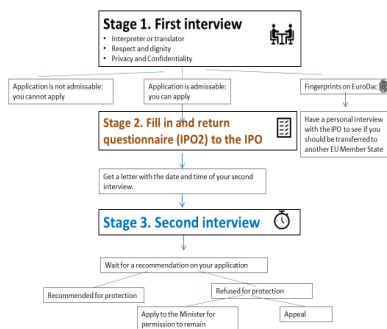 Stage 1. First interview
• Interpreter or translator
• Respect and dignity
• Privacy and Confidentiality
Application is not admissable:
you cannot apply
Application is admissable:
you can apply
Fingerprints on EuroDac
Stage 2. Fill in and return
questionnaire (IPO2) to the IPO
Have a personal interview
with the IPO to see if you
should be transferred to
another EU Member State
Get a letter with the date and time of your second
interview.
Stage 3. Second interview
Wait for a recommendation on your application
Recommended for protection
Refused for protection
Apply to the Minister for
permission to remain
Appeal